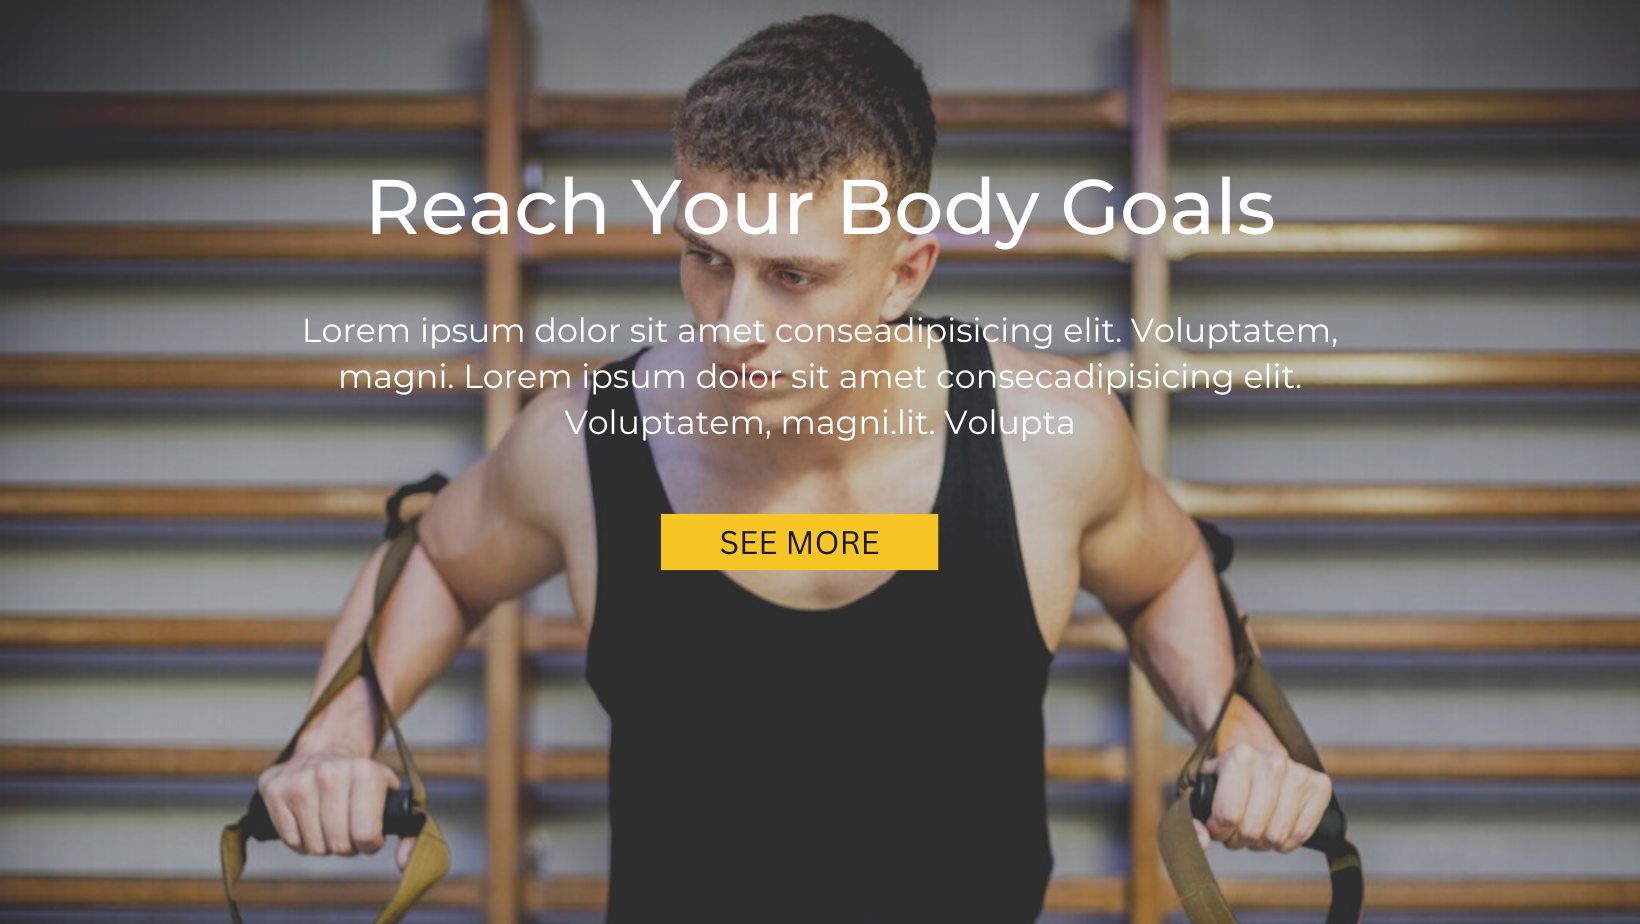 Reach Your Body Goals
Lorem ipsum dolor sit amet conseadipisicing elit. Voluptatem,
magni. Lorem ipsum dolor sit amet consecadipisicing elit.
Voluptatem, magni.lit. Volupta
SEE MORE